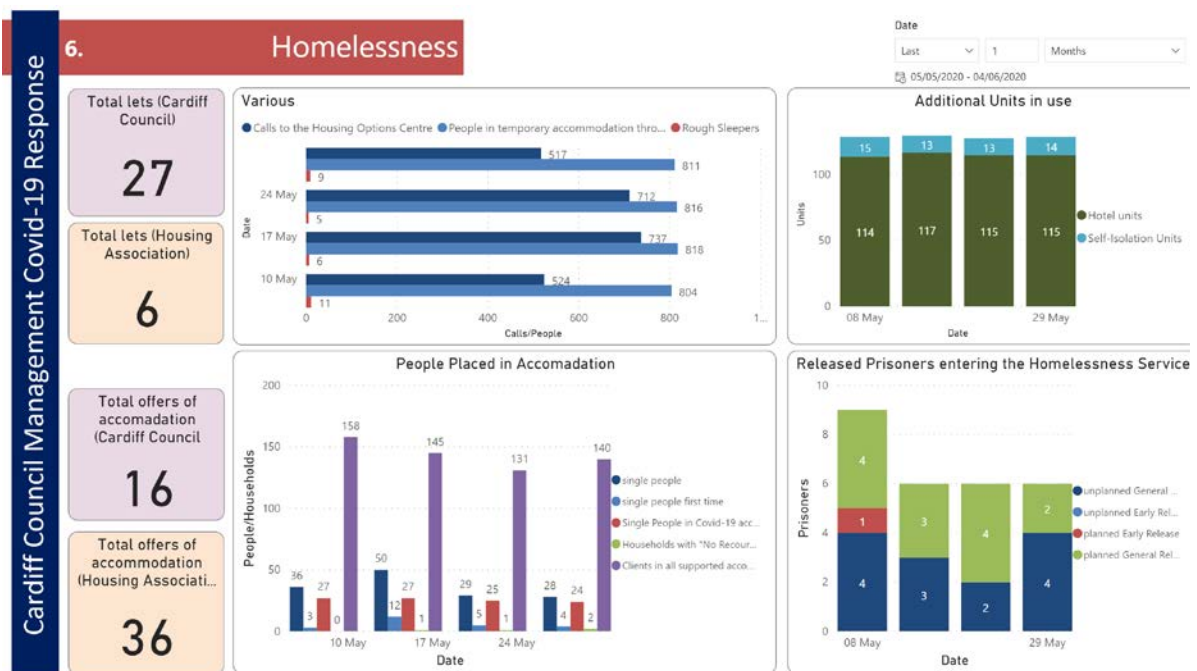 Cardiff Council Management Covid-19 Response
6.
Homelessness
Date
Last
1
Months
05/05/2020 - 04/06/2020
Total lets (Cardiff
Council)
27
Total lets (Housing
Association)
6
Total offers of
accomadation
(Cardiff Council
16
Total offers of
accommodation
(Housing Associati...
36
Various
Calls to the Housing Options Centre
People in temporary accommodation thro...
Rough Sleepers
517
811
9
24 May
712
816
5
17 May
737
818
6
10 May
524
804
11
Date
0 200 400 600 800 1...
Calls/People
Additional Units in use
100
50
0
Units
15 13 13 14
114 117 115 115
08 May 29 May
Date
Hotel units
Self-Isolation Units
People Placed in Accomadation
200
150
100
50
0
People/Households
36 3 27 0 158
50 12 27 1 145
29 5 25 1 131
28 4 24 2 140
10 May 17 May 24 May
Date
single people
single people first time
Single People in Covid-19 acc...
Households with "No Recour...
Clients in all supported acco...
Released Prisoners entering the Homelessness Service
10
8
6
4
2
0
Prisoners
4
1
4
3
3
4
2
2
4
08 May 29 May
Date
unplanned General ...
unplanned Early Rel...
planned Early Release
planned General Rel...